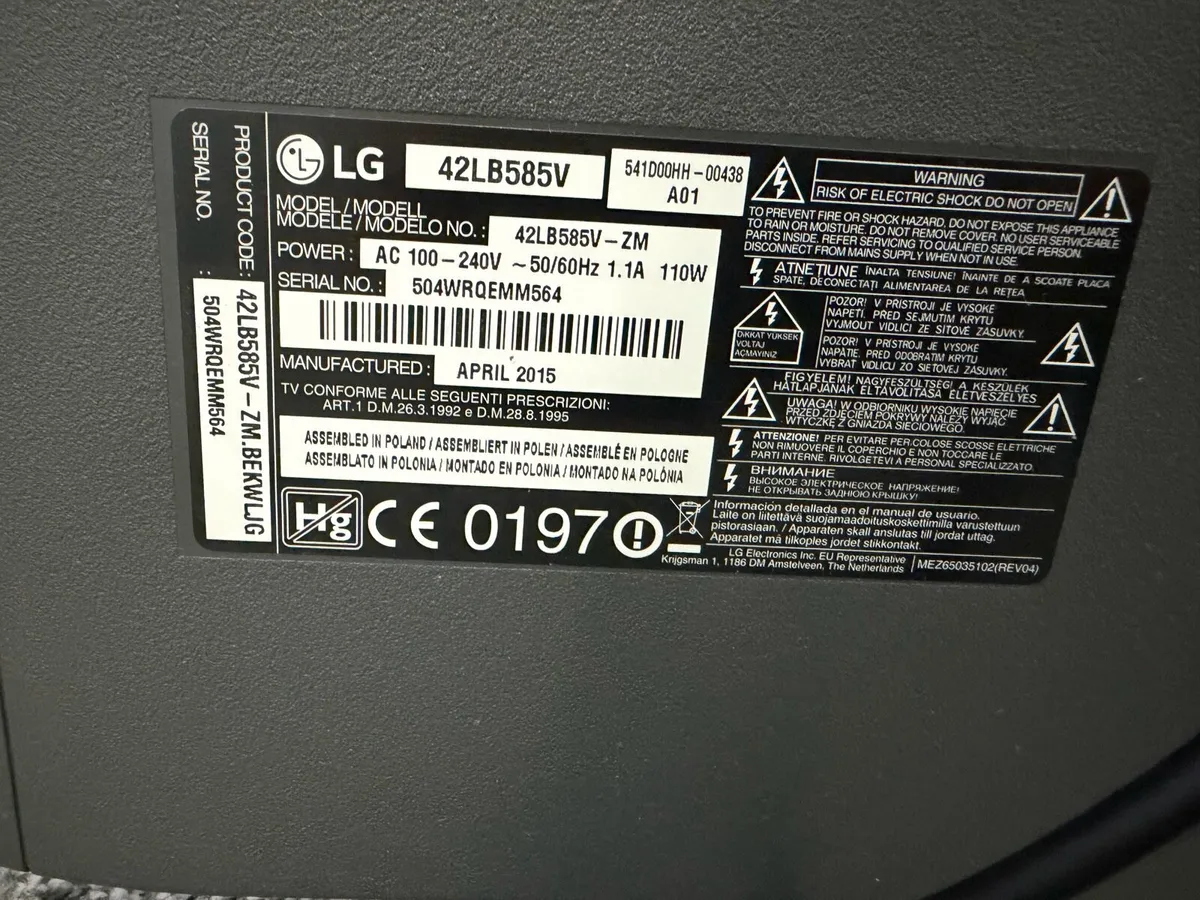 SERIAL NO. : 504WRQEMM564
PRODUCT CODE: 42LB585V-ZM.BEKWLJG
LG
42LB585V
541D00HH-00438
A01
MODEL/MODELL
MODELE/MODELO NO. : 42LB585V-ZM
POWER : AC 100-240V ~50/60Hz 1.1A 110W
SERIAL NO. : 504WRQEMM564
MANUFACTURED : APRIL 2015
TV CONFORME ALLE SEGUENTI PRESCRIZIONI:
ART.1 D.M.26.3.1992 e D.M.28.8.1995
ASSEMBLED IN POLAND / ASSEMBLIERT IN POLEN / ASSEMBLÉ EN POLOGNE
ASSEMBLATO IN POLONIA / MONTADO EN POLONIA / MONTADO NA POLÓNIA
Hg
CE 0197
WARNING
RISK OF ELECTRIC SHOCK DO NOT OPEN
TO PREVENT FIRE OR SHOCK HAZARD, DO NOT EXPOSE THIS APPLIANCE
TO RAIN OR MOISTURE. DO NOT REMOVE COVER. NO USER SERVICEABLE
PARTS INSIDE. REFER SERVICING TO QUALIFIED SERVICE PERSON.
DISCONNECT FROM MAINS SUPPLY WHEN NOT IN USE.
ATNEŢIUNE ÎNALTA TENSIUNE! ÎNAINTE DE A SCOATE PLACA
SPATE, DECONECTAŢI ALIMENTAREA DE LA REŢEA
DİKKAT YÜKSEK
VOLTAJ
AÇMAYINIZ
POZOR! V PŘÍSTROJI JE VYSOKÉ
NAPĚTÍ. PŘED SEJMUTÍM KRYTU
VYJMOUT VIDLICI ZE SÍŤOVÉ ZÁSUVKY.
POZOR! V PRÍSTROJI JE VYSOKÉ
NAPÄTIE. PRED ODOBRATÍM KRYTU
VYBRAŤ VIDLICU ZO SIEŤOVEJ ZÁSUVKY.
FIGYELEM! NAGYFESZÜLTSÉG! A KÉSZÜLÉK
HÁTLAPJÁNAK ELTÁVOLÍTÁSA ÉLETVESZÉLYES
UWAGA! W ODBIORNIKU WYSOKIE NAPIĘCIE
PRZED ZDJĘCIEM POKRYWY NALEŻY WYJĄĆ
WTYCZKĘ Z GNIAZDA SIECIOWEGO.
ATTENZIONE! PER EVITARE PER.COLOSE SCOSSE ELETTRICHE
NON RIMUOVERE IL COPERCHIO E NON TOCCARE LE
PARTI INTERNE. RIVOLGETEVI A PERSONAL SPECIALIZZATO.
ВНИМАНИЕ
ВЫСОКОЕ ЭЛЕКТРИЧЕСКОЕ НАПРЯЖЕНИЕ!
НЕ ОТКРЫВАТЬ ЗАДНЮЮ КРЫШКУ!
Información detallada en el manual de usuario.
Laite on liitettävä suojamaadoituskoskettimilla varustettuun
pistorasiaan. / Apparaten skall anslutas till jordat uttag.
Apparatet må tilkoples jordet stikkontakt.
LG Electronics Inc. EU Representative
Krijgsman 1, 1186 DM Amstelveen, The Netherlands
MEZ65035102(REV04)